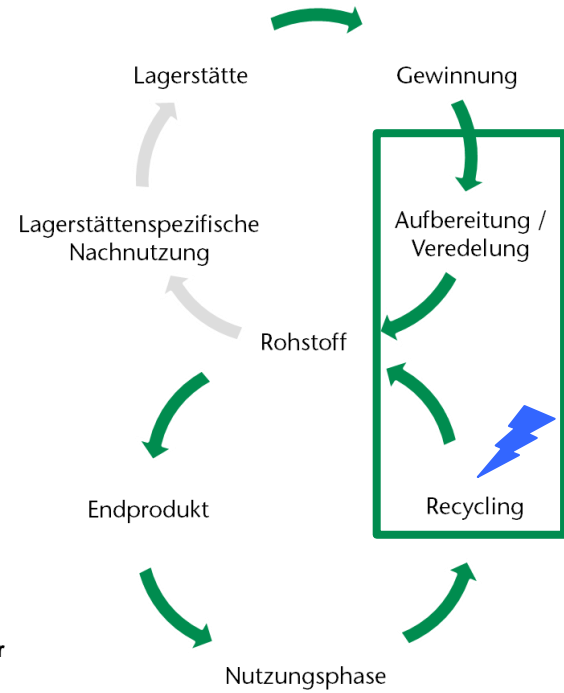 Lagerstätte
Gewinnung
Lagerstättenspezifische
Nachnutzung
Aufbereitung /
Veredelung
Rohstoff
Endprodukt
Recycling
r
Nutzungsphase